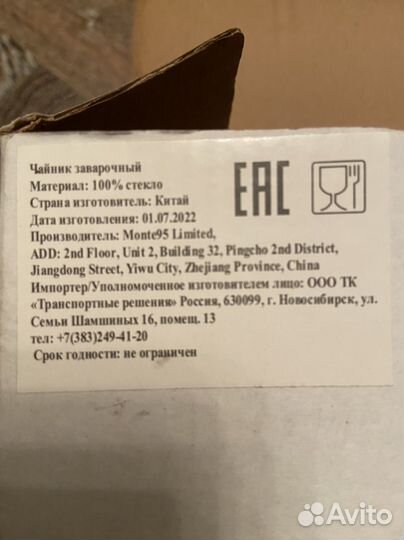 Чайник заварочный
Материал: 100% стекло
Страна изготовитель: Китай
Дата изготовления: 01.07.2022
Производитель: Monte95 Limited,
ADD: 2nd Floor, Unit 2, Building 32, Pingcho 2nd District,
Jiangdong Street, Yiwu City, Zhejiang Province, China
Импортер/Уполномоченное изготовителем лицо: ООО ТК
«Транспортные решения» Россия, 630099, г. Новосибирск, ул.
Семьи Шамшиных 16, помещ. 13
тел: +7(383)249-41-20
Срок годности: не ограничен
EAC
Avito